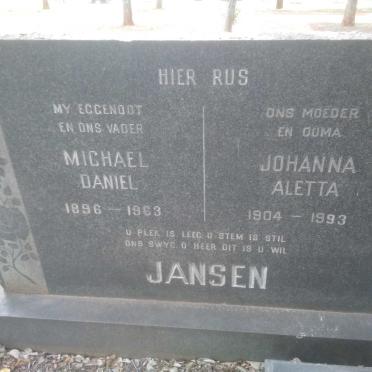 HIER RUS
MY EGGENOOT
EN ONS VADER
MICHAEL
DANIEL
1896 - 1963
ONS MOEDER
EN OUMA
JOHANNA
ALETTA
1904 - 1993
U PLEK IS LEEG U STEM IS STIL
ONS SWYG O HEER DIT IS U WIL
JANSEN